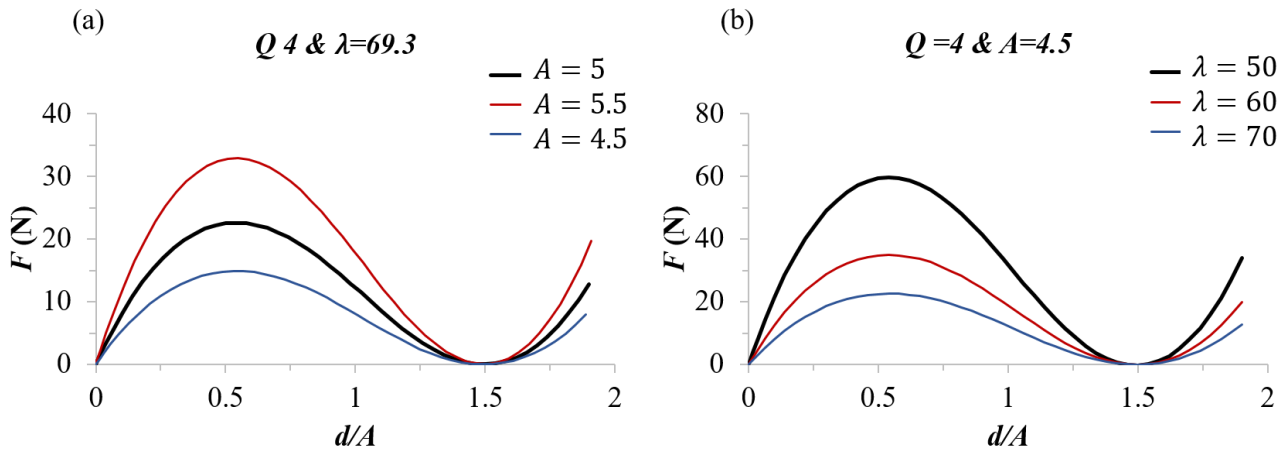 (a)
Q 4 & λ=69.3
A = 5
A = 5.5
A = 4.5
40
30
20
10
0
F (N)
0 0.5 1 1.5 2
d/A
(b)
Q =4 & A=4.5
λ = 50
λ = 60
λ = 70
80
60
40
20
0
F (N)
0 0.5 1 1.5 2
d/A